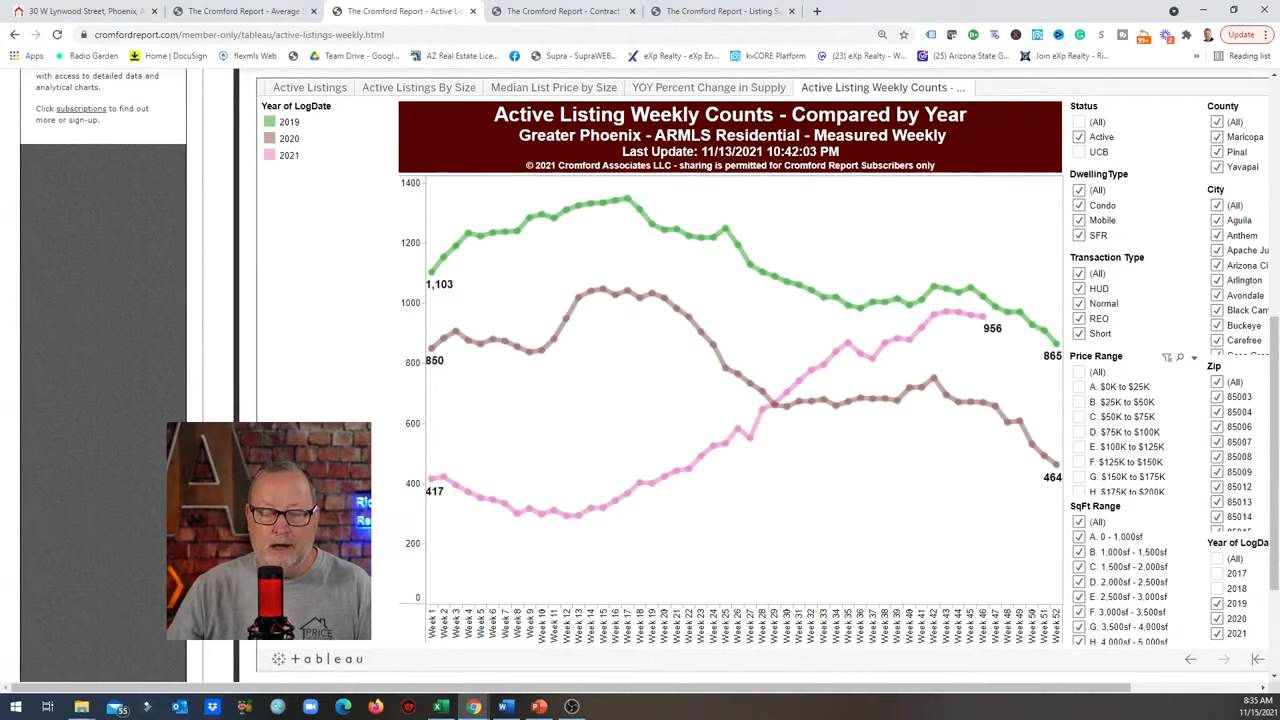 30 W Lynwood Street, Phoenix, A
The Cromford Report - Average
The Cromford Report - Active Lis
The Cromford Report - Contract
The Cromford Report - Listing Su
cromfordreport.com/member-only/tableau/active-listings-weekly.html
Update
Apps
Radio Garden
Home | DocuSign
flexmls Web
Team Drive - Googl...
AZ Real Estate Lice...
Supra - SupraWEB...
eXp Realty - eXp En...
kvCORE Platform
(23) eXp Realty - W...
(21) Arizona State G...
Join eXp Realty - Ri...
Reading list
with access to detailed data and
analytical charts.
Click subscriptions to find out
more or sign-up.
Active Listings
Active Listings By Size
Median List Price by Size
YOY Percent Change in Supply
Active Listing Weekly Counts - ...
Year of LogDate
2019
2020
2021
Active Listing Weekly Counts - Compared by Year
Greater Phoenix - ARMLS Residential - Measured Weekly
Last Update: 11/13/2021 10:42:03 PM
© 2021 Cromford Associates LLC - sharing is permitted for Cromford Report Subscribers only
1400
1200
1000
800
600
400
200
0
1,103
850
417
956
865
464
Week 1
Week 2
Week 3
Week 4
Week 5
Week 6
Week 7
Week 8
Week 9
Week 10
Week 11
Week 12
Week 13
Week 14
Week 15
Week 16
Week 17
Week 18
Week 19
Week 20
Week 21
Week 22
Week 23
Week 24
Week 25
Week 26
Week 27
Week 28
Week 29
Week 30
Week 31
Week 32
Week 33
Week 34
Week 35
Week 36
Week 37
Week 38
Week 39
Week 40
Week 41
Week 42
Week 43
Week 44
Week 45
Week 46
Week 47
Week 48
Week 49
Week 50
Week 51
Week 52
Status
(All)
Active
UCB
DwellingType
(All)
Condo
Mobile
SFR
Transaction Type
(All)
HUD
Normal
REO
Short
Price Range
(All)
A. $0K to $25K
B. $25K to $50K
C. $50K to $75K
D. $75K to $100K
E. $100K to $125K
F. $125K to $150K
G. $150K to $175K
H. $175K to $200K
SqFt Range
(All)
A. 0 - 1,000sf
B. 1,000sf - 1,500sf
C. 1,500sf - 2,000sf
D. 2,000sf - 2,500sf
E. 2,500sf - 3,000sf
F. 3,000sf - 3,500sf
G. 3,500sf - 4,000sf
H. 4,000sf - 5,000sf
County
(All)
Maricopa
Pinal
Yavapai
City
(All)
Aguila
Anthem
Apache Ju
Arizona Ci
Arlington
Avondale
Black Can
Buckeye
Carefree
Zip
(All)
85003
85004
85006
85007
85008
85009
85012
85013
85014
Year of LogDa
(All)
2017
2018
2019
2020
2021
PRICE
+ableau
55
8:35 AM
11/15/2021